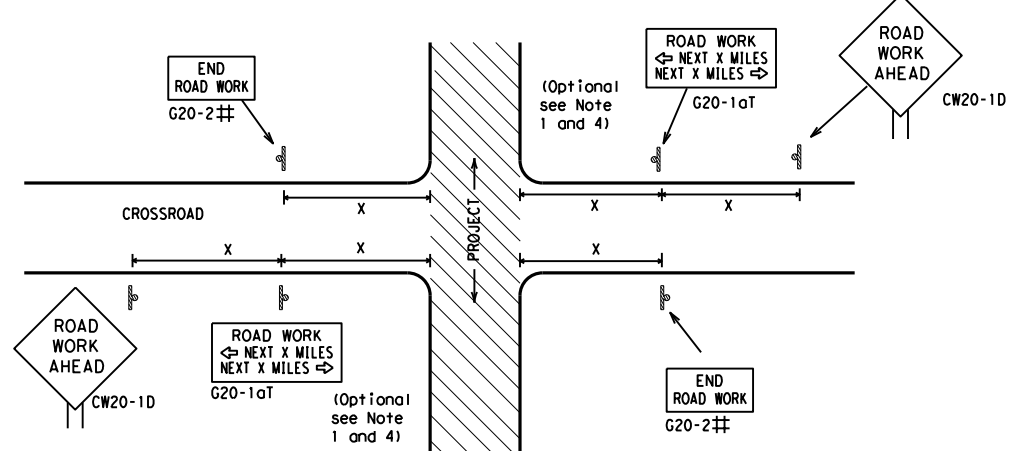 ROAD
WORK
AHEAD
CW20-1D
ROAD WORK
⇦ NEXT X MILES
NEXT X MILES ⇨
G20-1aT
(Optional
see Note
1 and 4)
END
ROAD WORK
G20-2#
X
X
X
CROSSROAD
PROJECT
X
X
X
ROAD
WORK
AHEAD
CW20-1D
ROAD WORK
⇦ NEXT X MILES
NEXT X MILES ⇨
G20-1aT
(Optional
see Note
1 and 4)
END
ROAD WORK
G20-2#